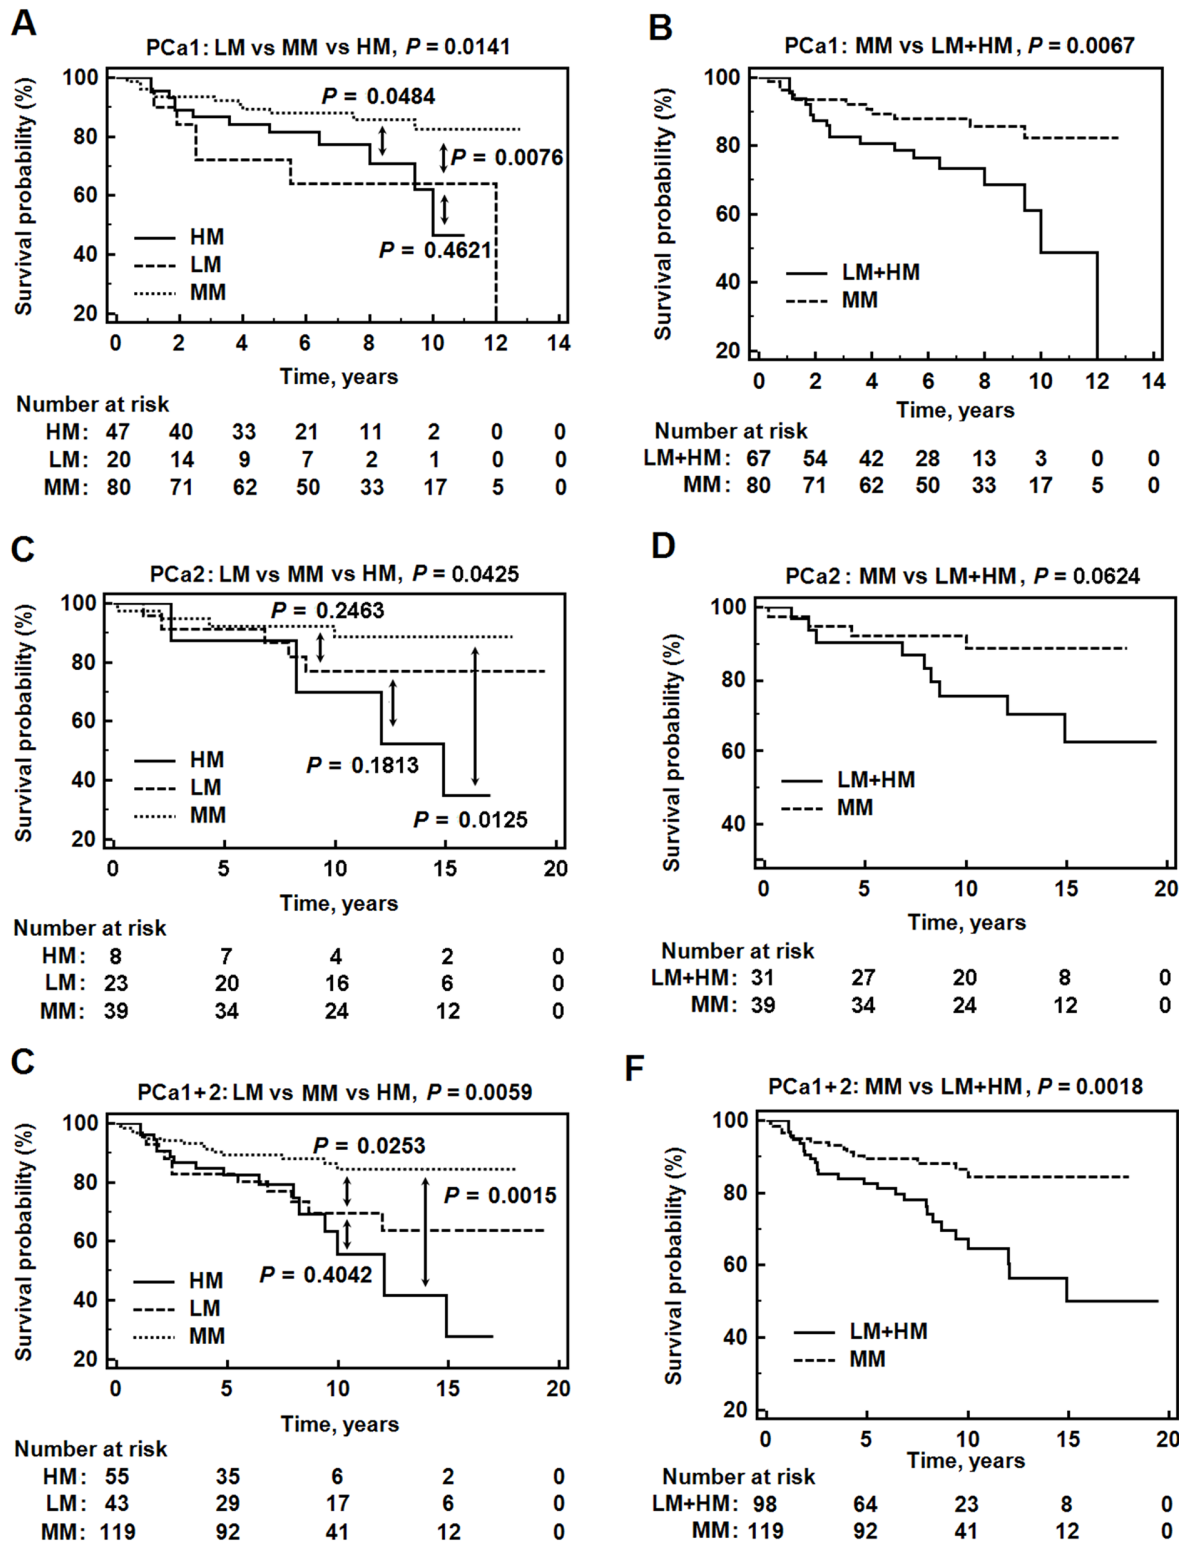 A
PCa1: LM vs MM vs HM, P = 0.0141
Survival probability (%)
100
80
60
40
20
P = 0.0484
P = 0.0076
P = 0.4621
HM
LM
MM
0 2 4 6 8 10 12 14
Time, years
Number at risk
HM: 47 40 33 21 11 2 0 0
LM: 20 14 9 7 2 1 0 0
MM: 80 71 62 50 33 17 5 0
B
PCa1: MM vs LM+HM, P = 0.0067
Survival probability (%)
100
80
60
40
20
LM+HM
MM
0 2 4 6 8 10 12 14
Time, years
Number at risk
LM+HM: 67 54 42 28 13 3 0 0
MM: 80 71 62 50 33 17 5 0
C
PCa2: LM vs MM vs HM, P = 0.0425
Survival probability (%)
100
80
60
40
20
P = 0.2463
P = 0.1813
P = 0.0125
HM
LM
MM
0 5 10 15 20
Time, years
Number at risk
HM: 8 7 4 2 0
LM: 23 20 16 6 0
MM: 39 34 24 12 0
D
PCa2: MM vs LM+HM, P = 0.0624
Survival probability (%)
100
80
60
40
LM+HM
MM
0 5 10 15 20
Time, years
Number at risk
LM+HM: 31 27 20 8 0
MM: 39 34 24 12 0
C
PCa1+2: LM vs MM vs HM, P = 0.0059
Survival probability (%)
100
80
60
40
20
P = 0.0253
P = 0.0015
P = 0.4042
HM
LM
MM
0 5 10 15 20
Time, years
Number at risk
HM: 55 35 6 2 0
LM: 43 29 17 6 0
MM: 119 92 41 12 0
F
PCa1+2: MM vs LM+HM, P = 0.0018
Survival probability (%)
100
80
60
40
20
LM+HM
MM
0 5 10 15 20
Time, years
Number at risk
LM+HM: 98 64 23 8 0
MM: 119 92 41 12 0